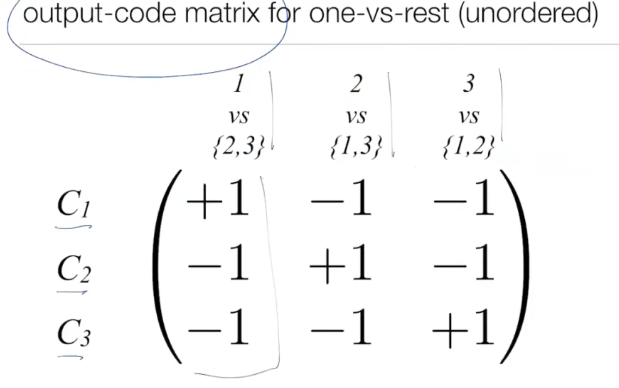 output-code matrix for one-vs-rest (unordered)
1 2 3
vs vs vs
{2,3} {1,3} {1,2}
C1 +1 −1 −1
C2 −1 +1 −1
C3 −1 −1 +1